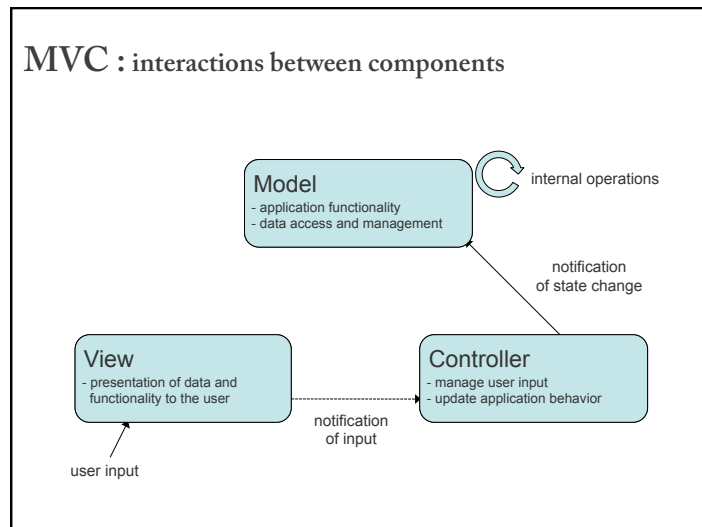 MVC : interactions between components
Model
- application functionality
- data access and management
internal operations
notification
of state change
View
- presentation of data and
functionality to the user
Controller
- manage user input
- update application behavior
notification
of input
user input